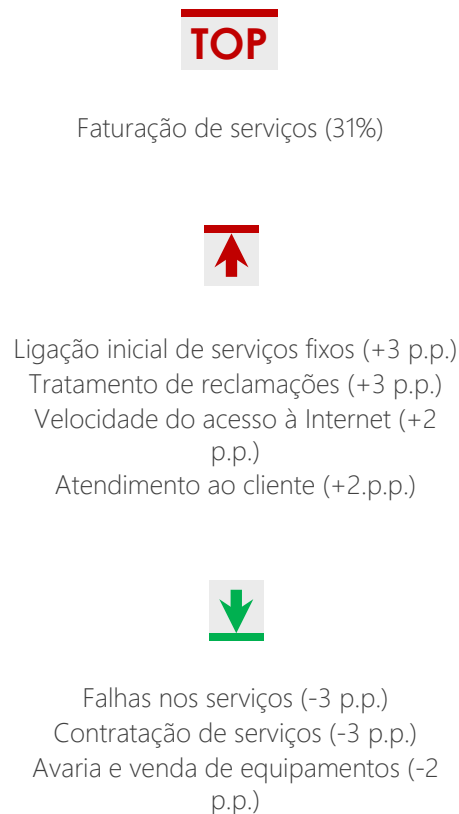 TOP
Faturação de serviços (31%)
Ligação inicial de serviços fixos (+3 p.p.)
Tratamento de reclamações (+3 p.p.)
Velocidade do acesso à Internet (+2
p.p.)
Atendimento ao cliente (+2.p.p.)
Falhas nos serviços (-3 p.p.)
Contratação de serviços (-3 p.p.)
Avaria e venda de equipamentos (-2
p.p.)